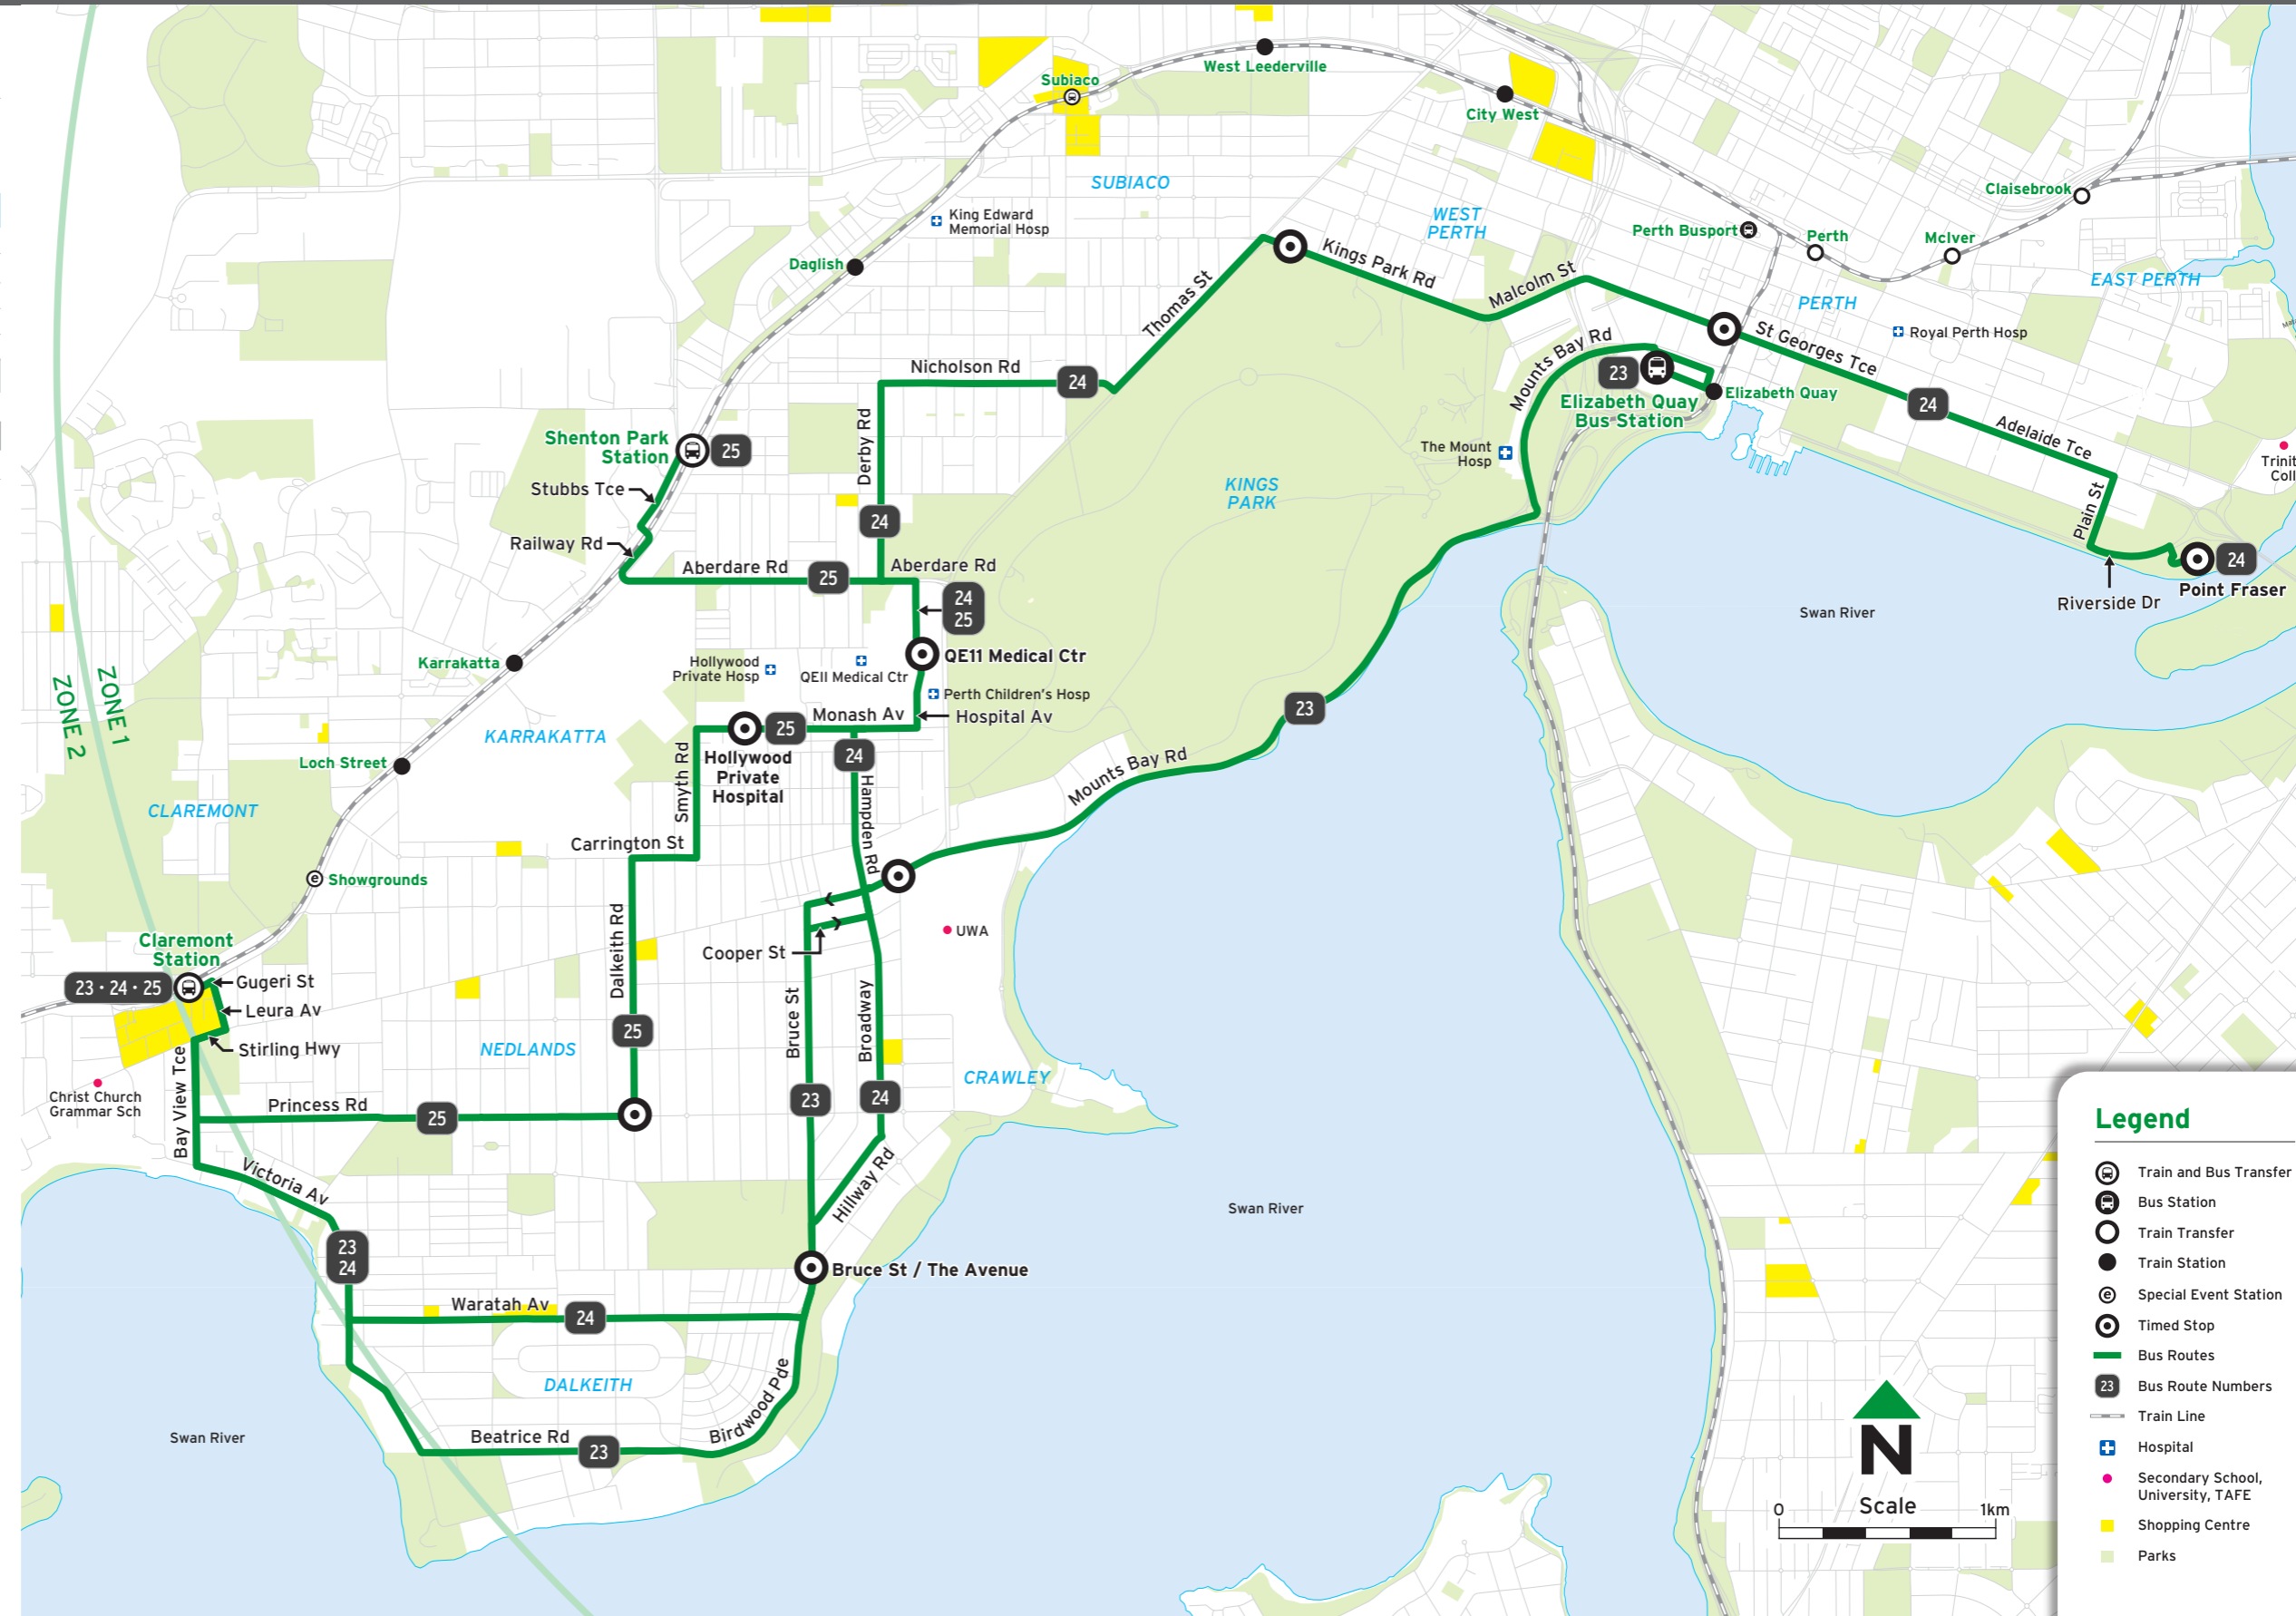 Subiaco
West Leederville
City West
SUBIACO
King Edward
Memorial Hosp
WEST
PERTH
Claisebrook
Perth Busport
Perth
McIver
Daglish
Kings Park Rd
Malcolm St
EAST PERTH
PERTH
Thomas St
Royal Perth Hosp
Mounts Bay Rd
St Georges Tce
Nicholson Rd
24
23
Elizabeth Quay
Elizabeth Quay
Bus Station
24
Adelaide Tce
Shenton Park
Station
25
Derby Rd
The Mount
Hosp
Stubbs Tce
KINGS
PARK
Plain St
24
Railway Rd
Aberdare Rd
25
Aberdare Rd
24
25
24
Point Fraser
Riverside Dr
Swan River
Karrakatta
Hollywood
Private Hosp
QEII Medical Ctr
QE11 Medical Ctr
Perth Children's Hosp
ZONE 1
ZONE 2
Monash Av
Hospital Av
23
25
24
KARRAKATTA
Loch Street
Hollywood
Private
Hospital
Smyth Rd
Hampden Rd
Mounts Bay Rd
CLAREMONT
Carrington St
Showgrounds
Dalkeith Rd
Cooper St
UWA
Claremont
Station
23 · 24 · 25
Gugeri St
Leura Av
Stirling Hwy
Bay View Tce
Christ Church
Grammar Sch
NEDLANDS
25
Bruce St
Broadway
CRAWLEY
23
24
Princess Rd
25
Victoria Av
Hillway Rd
Swan River
23
24
Bruce St / The Avenue
Waratah Av
24
DALKEITH
Birdwood Pde
Beatrice Rd
23
Swan River
N
0
Scale
1km
Legend
Train and Bus Transfer
Bus Station
Train Transfer
Train Station
e
Special Event Station
Timed Stop
Bus Routes
23
Bus Route Numbers
Train Line
Hospital
Secondary School,
University, TAFE
Shopping Centre
Parks